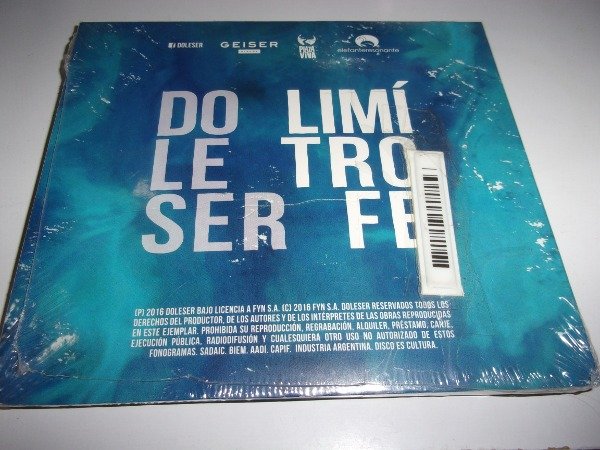 DOLESER
GEISER
PIUKE
VIVA
elefanteresonante
DO LIMÍ
LE TRO
SER FE
(P) 2016 DOLESER BAJO LICENCIA A FYN S.A. (C) 2016 FYN S.A. DOLESER RESERVADOS TODOS LOS
DERECHOS DEL PRODUCTOR, DE LOS AUTORES Y DE LOS INTÉRPRETES DE LAS OBRAS REPRODUCIDAS
EN ESTE EJEMPLAR. PROHIBIDA SU REPRODUCCIÓN, REGRABACIÓN, ALQUILER, PRÉSTAMO, CANJE,
EJECUCIÓN PÚBLICA, RADIODIFUSIÓN Y CUALESQUIERA OTRO USO NO AUTORIZADO DE ESTOS
FONOGRAMAS. SADAIC. BIEM. AADI. CAPIF. INDUSTRIA ARGENTINA. DISCO ES CULTURA.